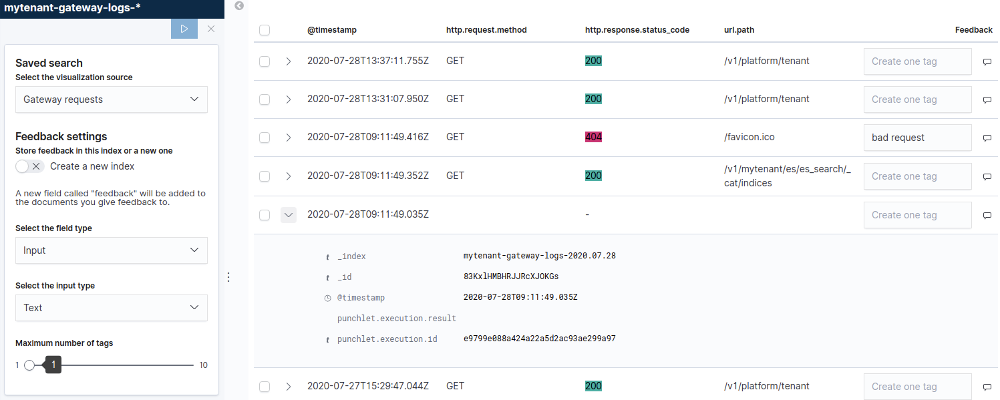 mytenant-gateway-logs-*
Saved search
Select the visualization source
Gateway requests
Feedback settings
Store feedback in this index or a new one
Create a new index
A new field called "feedback" will be added to
the documents you give feedback to.
Select the field type
Input
Select the input type
Text
Maximum number of tags
1 1 10
@timestamp http.request.method http.response.status_code url.path Feedback
2020-07-28T13:37:11.755Z GET 200 /v1/platform/tenant Create one tag
2020-07-28T13:31:07.950Z GET 200 /v1/platform/tenant Create one tag
2020-07-28T09:11:49.416Z GET 404 /favicon.ico bad request
2020-07-28T09:11:49.352Z GET 200 /v1/mytenant/es/es_search/_ Create one tag
cat/indices
2020-07-28T09:11:49.035Z - Create one tag
t _index mytenant-gateway-logs-2020.07.28
t _id 83KxlHMBHRJJRcXJOKGs
@timestamp 2020-07-28T09:11:49.035Z
punchlet.execution.result
t punchlet.execution.id e9799e088a424a22a5d2ac93ae299a97
2020-07-27T15:29:47.044Z GET 200 /v1/platform/tenant Create one tag